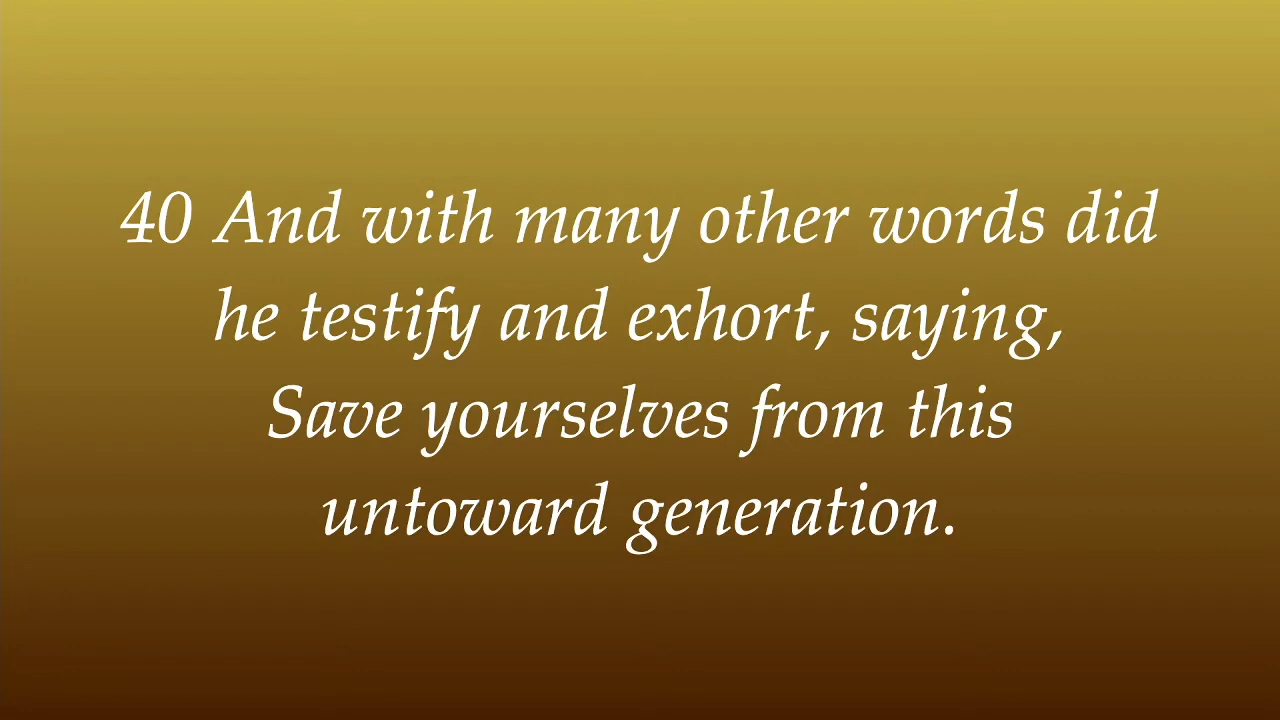 40 And with many other words did
he testify and exhort, saying,
Save yourselves from this
untoward generation.